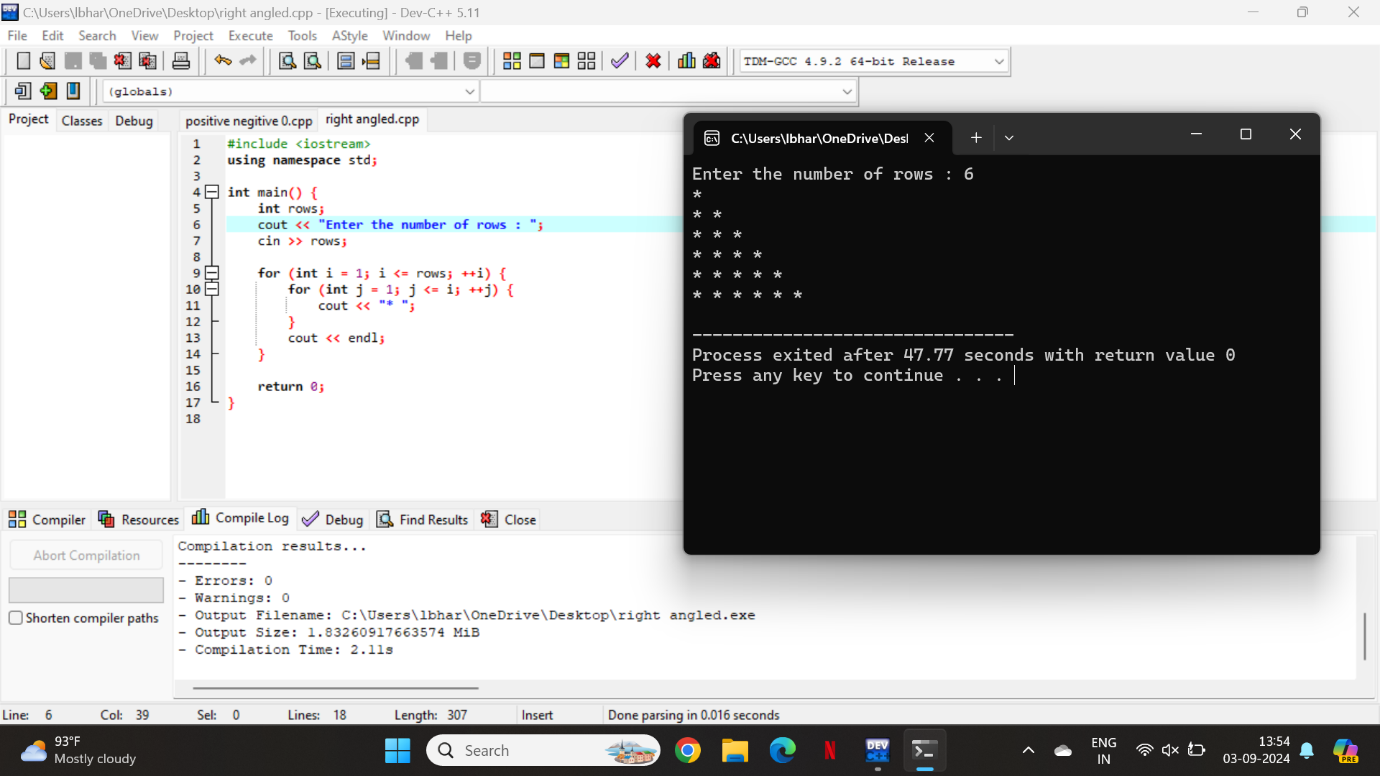 C:\Users\lbhar\OneDrive\Desktop\right angled.cpp - [Executing] - Dev-C++ 5.11
File Edit Search View Project Execute Tools AStyle Window Help
TDM-GCC 4.9.2 64-bit Release
(globals)
Project Classes Debug
positive negitive 0.cpp right angled.cpp
1 #include <iostream>
2 using namespace std;
3
4 int main() {
5 int rows;
6 cout << "Enter the number of rows : ";
7 cin >> rows;
8
9 for (int i = 1; i <= rows; ++i) {
10 for (int j = 1; j <= i; ++j) {
11 cout << "* ";
12 }
13 cout << endl;
14 }
15
16 return 0;
17 }
18
C:\Users\lbhar\OneDrive\Desl
Enter the number of rows : 6
*
* *
* * *
* * * *
* * * * *
* * * * * *
--------------------------------
Process exited after 47.77 seconds with return value 0
Press any key to continue . . .
Compiler Resources Compile Log Debug Find Results Close
Abort Compilation
Shorten compiler paths
Compilation results...
--------
- Errors: 0
- Warnings: 0
- Output Filename: C:\Users\lbhar\OneDrive\Desktop\right angled.exe
- Output Size: 1.83260917663574 MiB
- Compilation Time: 2.11s
Line: 6 Col: 39 Sel: 0 Lines: 18 Length: 307 Insert Done parsing in 0.016 seconds
93°F
Mostly cloudy
Search
DEV
C++
N
ENG
IN
13:54
03-09-2024
PRE